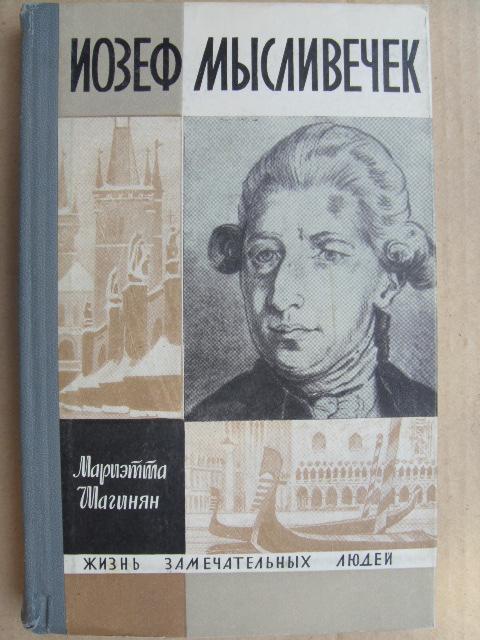 ИОЗЕФ МЫСЛИВЕЧЕК
Мариэтта
Шагинян
ЖИЗНЬ ЗАМЕЧАТЕЛЬНЫХ ЛЮДЕЙ